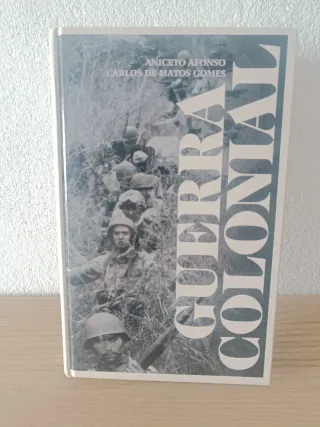 ANICETO AFONSO
CARLOS DE MATOS GOMES
GUERRA
COLONIAL